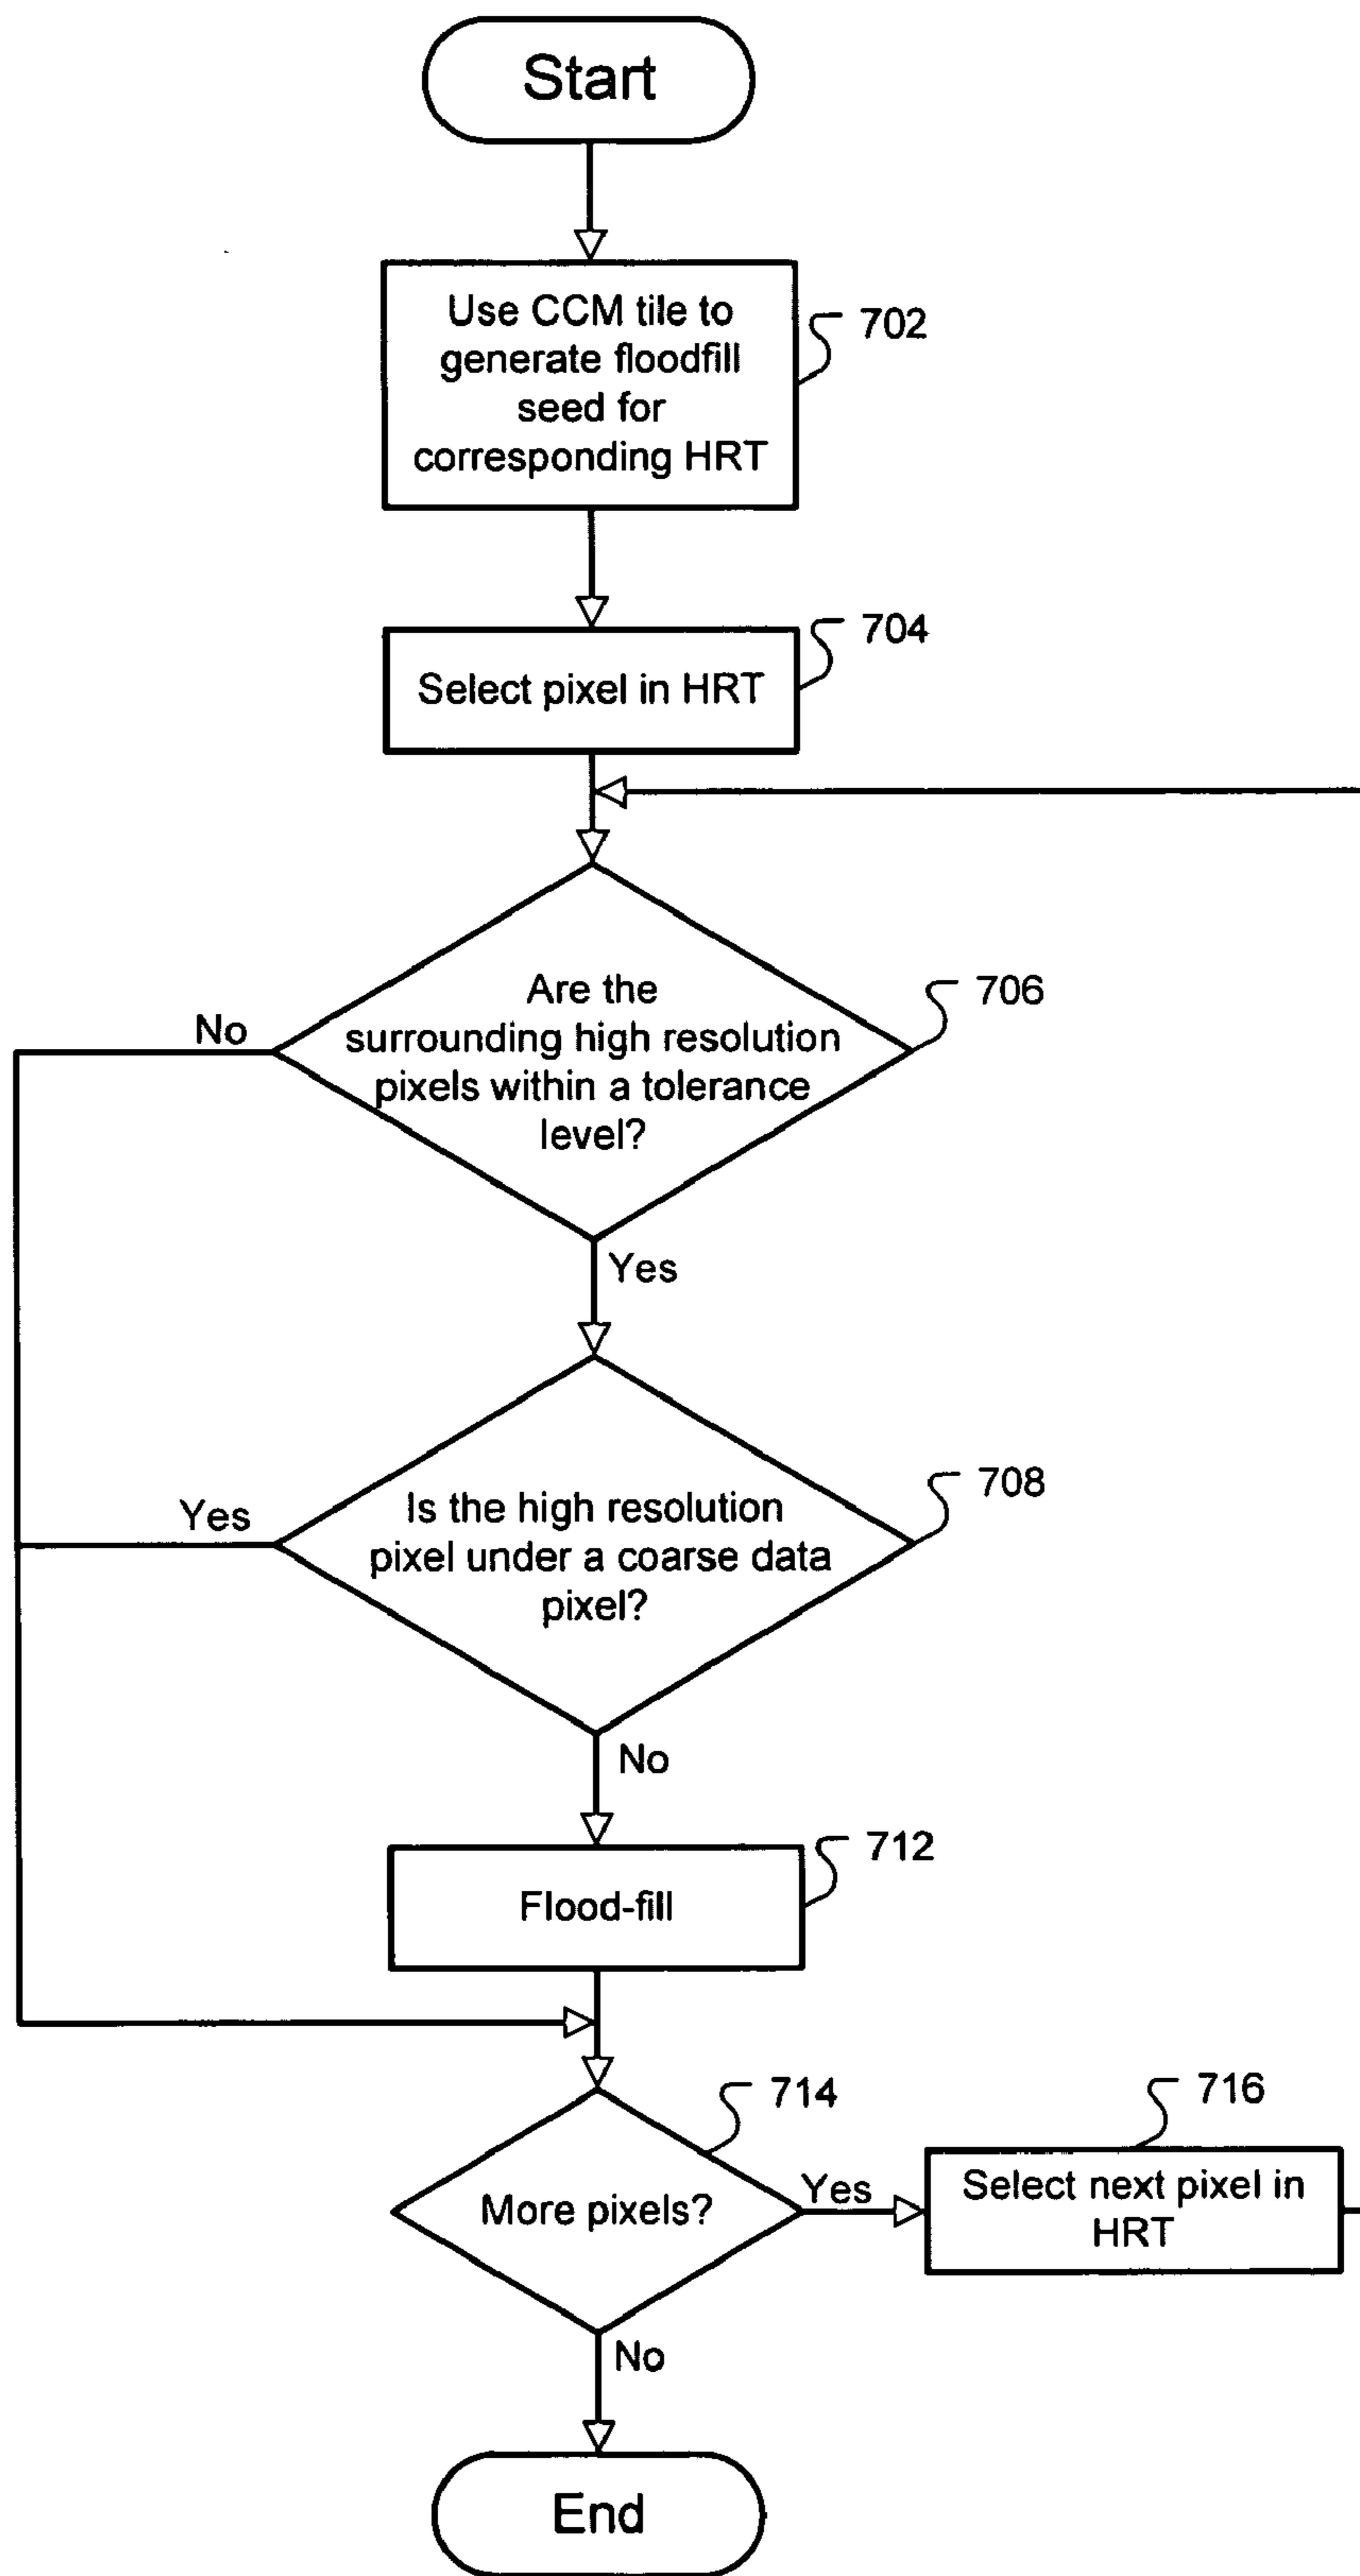 Start
Use CCM tile to
generate floodfill
seed for
corresponding HRT
702
Select pixel in HRT
704
Are the
surrounding high resolution
pixels within a tolerance
level?
706
No
Yes
Is the high resolution
pixel under a coarse data
pixel?
708
Yes
No
Flood-fill
712
More pixels?
714
Yes
Select next pixel in
HRT
716
No
End